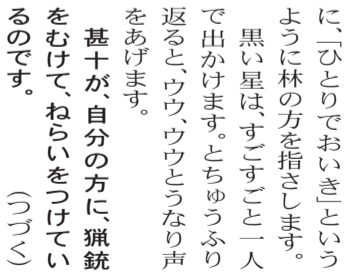 に、「ひとりでおいき」という
ように林の方を指さします。
　黒い星は、すごすごと一人
で出かけます。とちゅうふり
返ると、ウウ、ウウとうなり声
をあげます。
　甚十が、自分の方に、猟銃
をむけて、ねらいをつけてい
るのです。　　　（つづく）